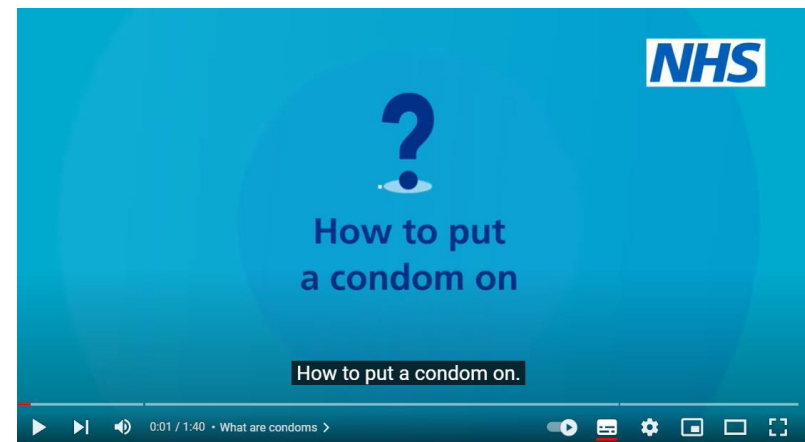 NHS
?
How to put
a condom on
How to put a condom on.
0:01 / 1:40 • What are condoms >